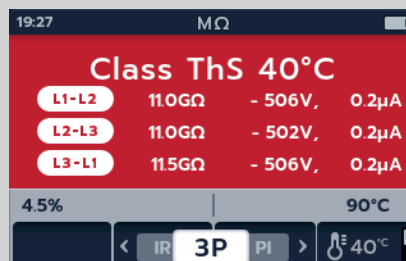 19:27 MΩ
Class ThS 40°C
L1-L2 11.0GΩ - 506V, 0.2µA
L2-L3 11.0GΩ - 502V, 0.2µA
L3-L1 11.5GΩ - 506V, 0.2µA
4.5% 90°C
< IR 3P PI > 40°C